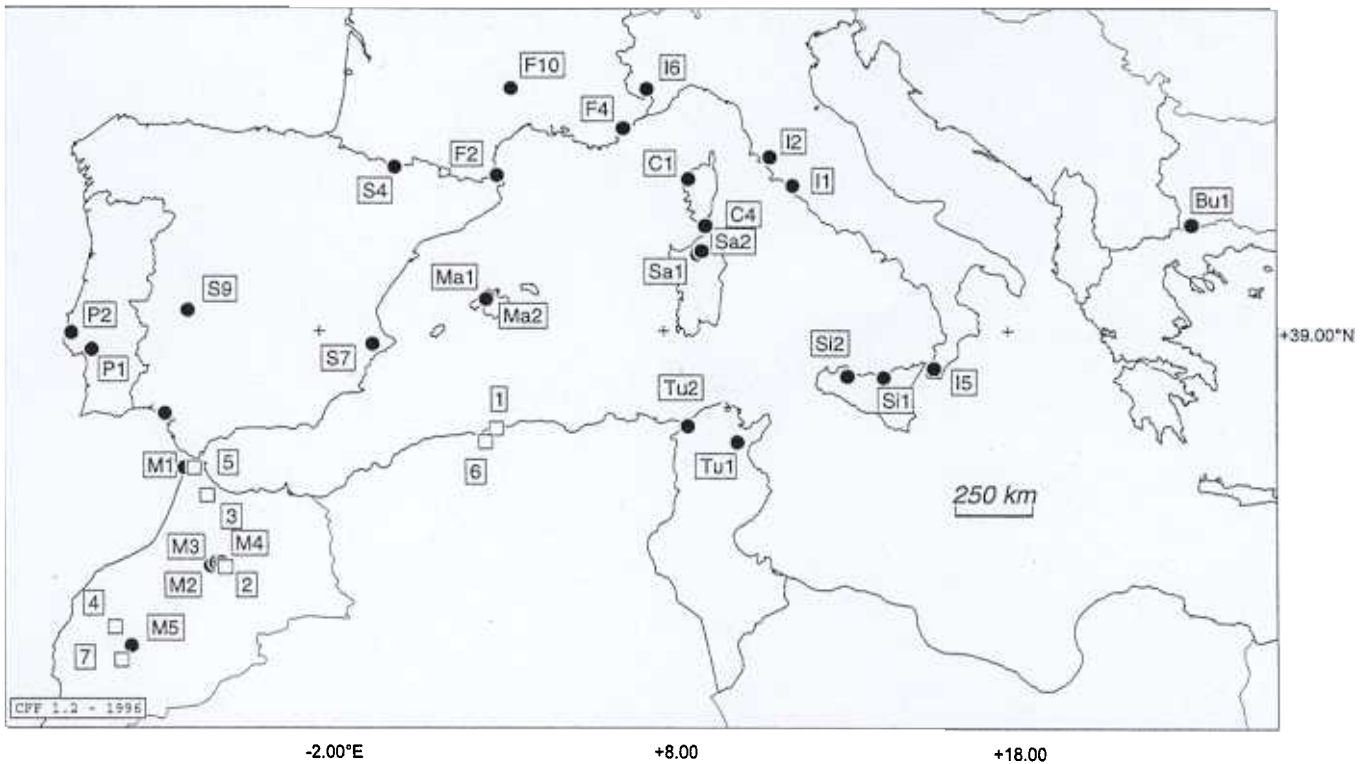 F10
I6
F4
F2
I2
S4
C1
I1
C4
Bu1
Sa2
Ma1
Sa1
S9
Ma2
P2
+39.00°N
S7
Si2
P1
Si1
I5
1
Tu2
M1
5
6
Tu1
250 km
3
M3
M4
M2
2
4
M5
7
CFF 1.2 - 1996
-2.00°E
+8.00
+18.00